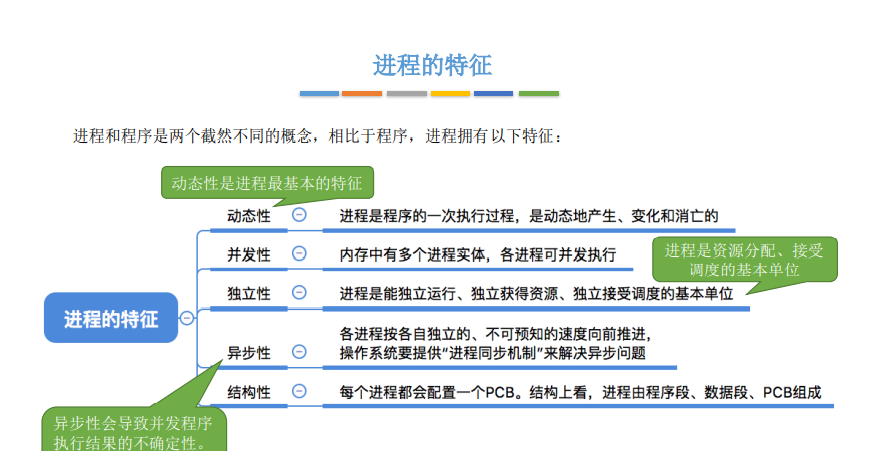 进程的特征
进程和程序是两个截然不同的概念，相比于程序，进程拥有以下特征：
动态性是进程最基本的特征
动态性
进程是程序的一次执行过程，是动态地产生、变化和消亡的
并发性
内存中有多个进程实体，各进程可并发执行
进程是资源分配、接受
调度的基本单位
独立性
进程是能独立运行、独立获得资源、独立接受调度的基本单位
进程的特征
异步性
各进程按各自独立的、不可预知的速度向前推进，
操作系统要提供“进程同步机制”来解决异步问题
结构性
每个进程都会配置一个PCB。结构上看，进程由程序段、数据段、PCB组成
异步性会导致并发程序
执行结果的不确定性。